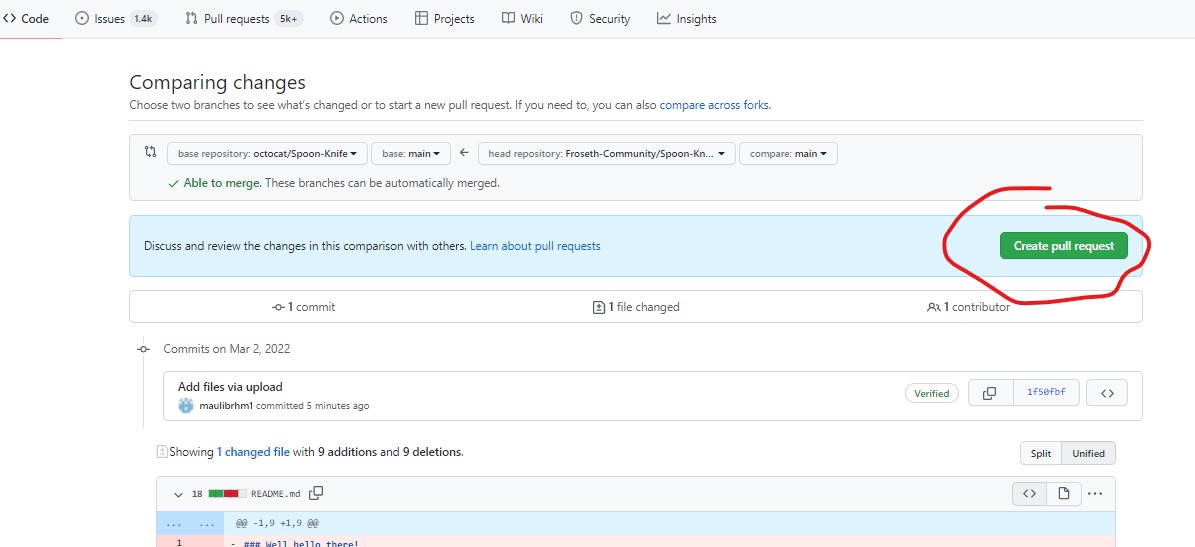 Code Issues 1.4k Pull requests 5k+ Actions Projects Wiki Security Insights
Comparing changes
Choose two branches to see what's changed or to start a new pull request. If you need to, you can also compare across forks.
base repository: octocat/Spoon-Knife base: main ← head repository: Froseth-Community/Spoon-Kn... compare: main
✓ Able to merge. These branches can be automatically merged.
Discuss and review the changes in this comparison with others. Learn about pull requests Create pull request
1 commit 1 file changed 1 contributor
Commits on Mar 2, 2022
Add files via upload
maulibrhm1 committed 5 minutes ago Verified 1f50fbf
Showing 1 changed file with 9 additions and 9 deletions. Split Unified
18 README.md ...
... ... @@ -1,9 +1,9 @@
1 - ### Well hello there!